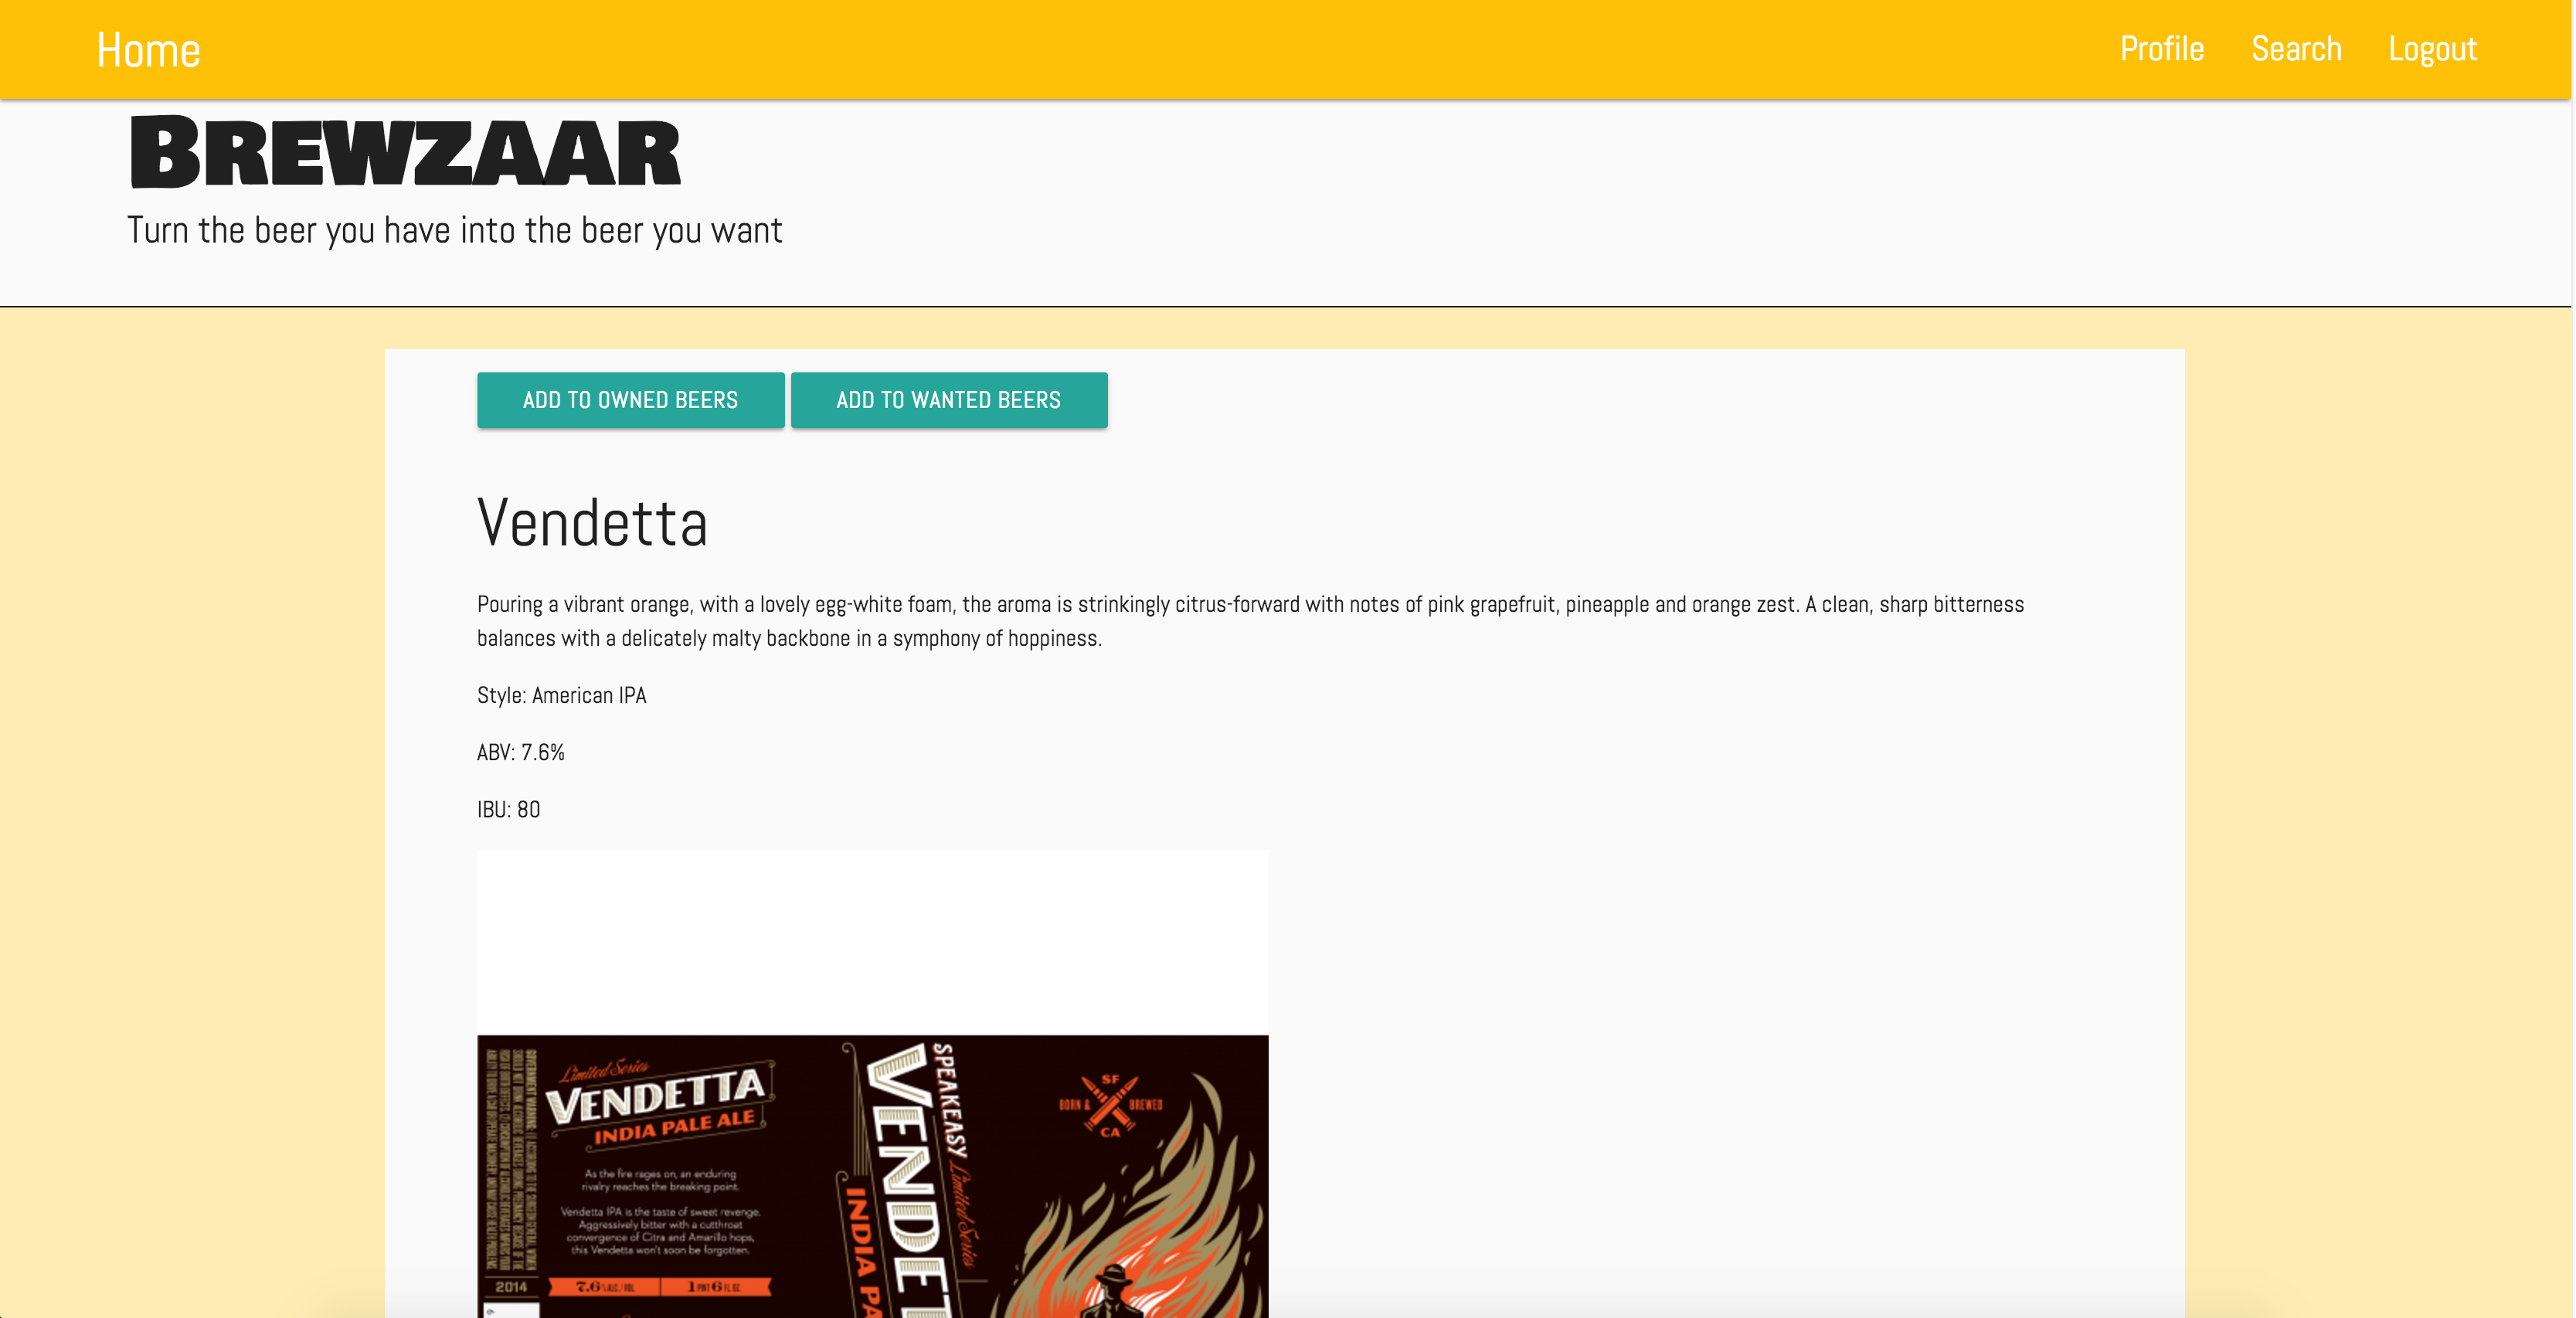 Home
Profile Search Logout
BREWZAAR
Turn the beer you have into the beer you want
ADD TO OWNED BEERS ADD TO WANTED BEERS
Vendetta
Pouring a vibrant orange, with a lovely egg-white foam, the aroma is strinkingly citrus-forward with notes of pink grapefruit, pineapple and orange zest. A clean, sharp bitterness
balances with a delicately malty backbone in a symphony of hoppiness.
Style: American IPA
ABV: 7.6%
IBU: 80
Limited Series
VENDETTA
INDIA PALE ALE
As the fire rages on, an enduring
rivalry reaches the breaking point.
Vendetta IPA is the taste of sweet revenge.
Aggressively bitter with a cutthroat
convergence of Citra and Amarillo hops,
this Vendetta won't soon be forgotten.
2014
7.6% ALC./VOL. 1 PINT 6 FL. OZ.
SPEAKEASY Limited Series
VENDET
INDIA PA
SF
BORN & BREWED
CA